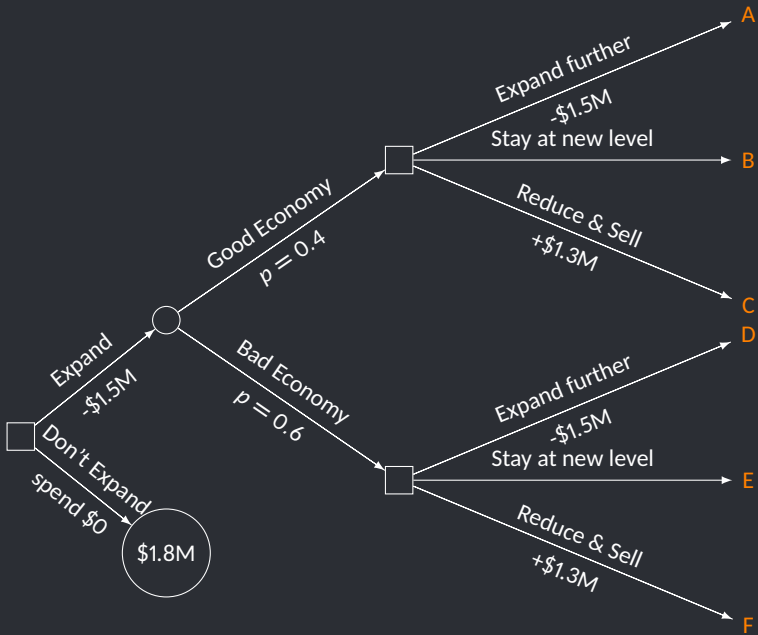 A
Expand further
-$1.5M
Stay at new level
B
Reduce & Sell
+$1.3M
C
Good Economy
p = 0.4
Expand
-$1.5M
Bad Economy
p = 0.6
D
Expand further
-$1.5M
Stay at new level
E
Reduce & Sell
+$1.3M
F
Don't Expand
spend $0
$1.8M